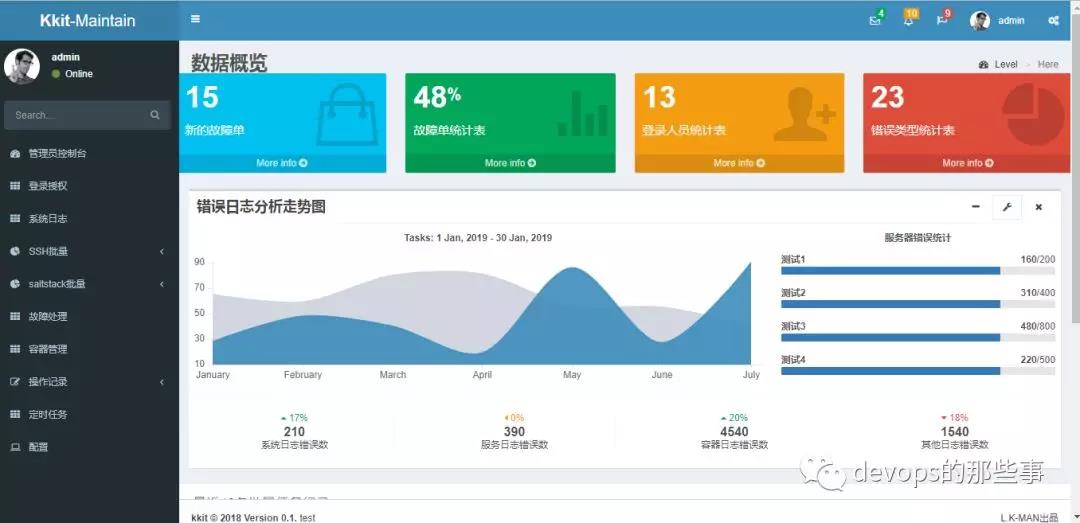 Kkit-Maintain
4
10
9
admin
admin
Online
Search...
管理员控制台
登录授权
系统日志
SSH批量
saltstack批量
故障处理
容器管理
操作记录
定时任务
配置
数据概览
Level > Here
15
新的故障单
More info
48%
故障单统计表
More info
13
登录人员统计表
More info
23
错误类型统计表
More info
错误日志分析走势图
Tasks: 1 Jan, 2019 - 30 Jan, 2019
90
70
50
30
10
January February March April May June July
服务器错误统计
测试1 160/200
测试2 310/400
测试3 480/800
测试4 220/500
17%
210
系统日志错误数
0%
390
服务日志错误数
20%
4540
容器日志错误数
18%
1540
其他日志错误数
devops的那些事
kkit © 2018 Version 0.1. test
L.K-MAN出品